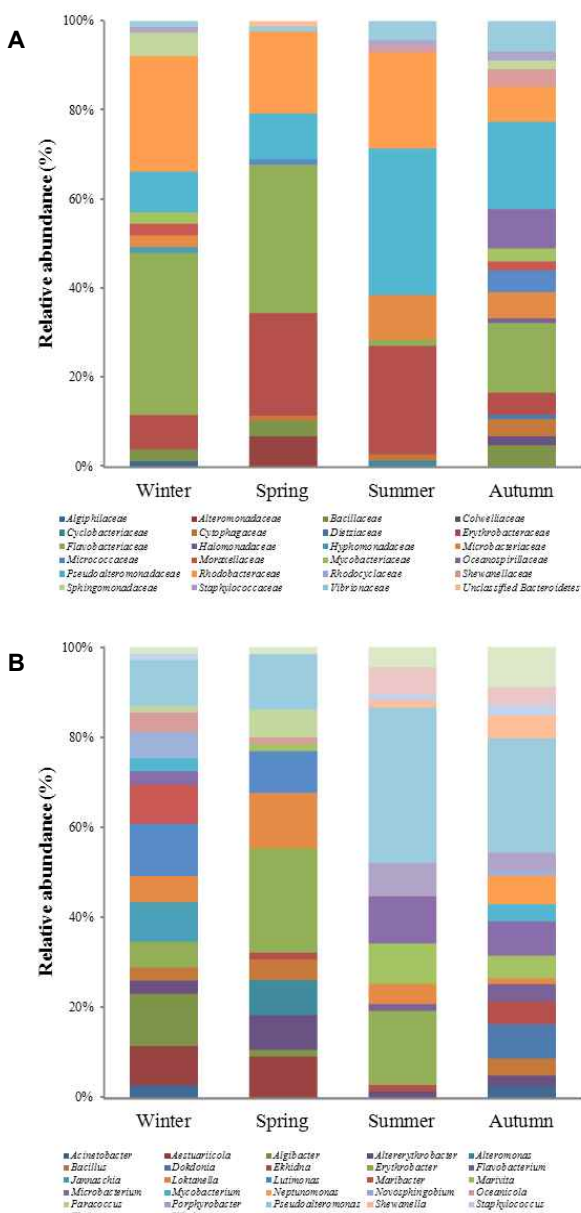 A
Relative abundance (%)
100%
80%
60%
40%
20%
0%
Winter Spring Summer Autumn
Algiphilaceae Alteromonadaceae Bacillaceae Colwelliaceae
Cyclobacteriaceae Cytophagaceae Dietziaceae Erythrobacteraceae
Flavobacteriaceae Halomonadaceae Hyphomonadaceae Microbacteriaceae
Micrococcaceae Moraxellaceae Mycobacteriaceae Oceanospirillaceae
Pseudoalteromonadaceae Rhodobacteraceae Rhodocyclaceae Shewanellaceae
Sphingomonadaceae Staphylococcaceae Vibrionaceae Unclassified Bacteroidetes
B
Relative abundance (%)
100%
80%
60%
40%
20%
0%
Winter Spring Summer Autumn
Acinetobacter Aestuariicola Algibacter Altererythrobacter Alteromonas
Bacillus Dokdonia Ekhidna Erythrobacter Flavobacterium
Jannaschia Loktanella Lutimonas Maribacter Marivita
Microbacterium Mycobacterium Neptunomonas Novosphingobium Oceanicola
Paracoccus Porphyrobacter Pseudoalteromonas Shewanella Staphylococcus